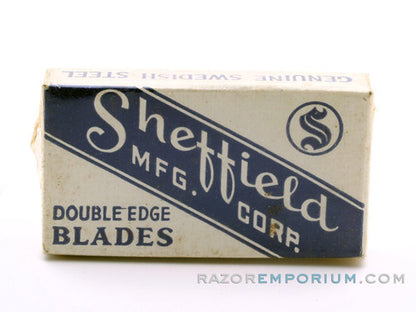 GENUINE SWEDISH STEEL
S
Sheffield
MFG. CORP.
DOUBLE EDGE
BLADES
RAZOREMPORIUM.COM